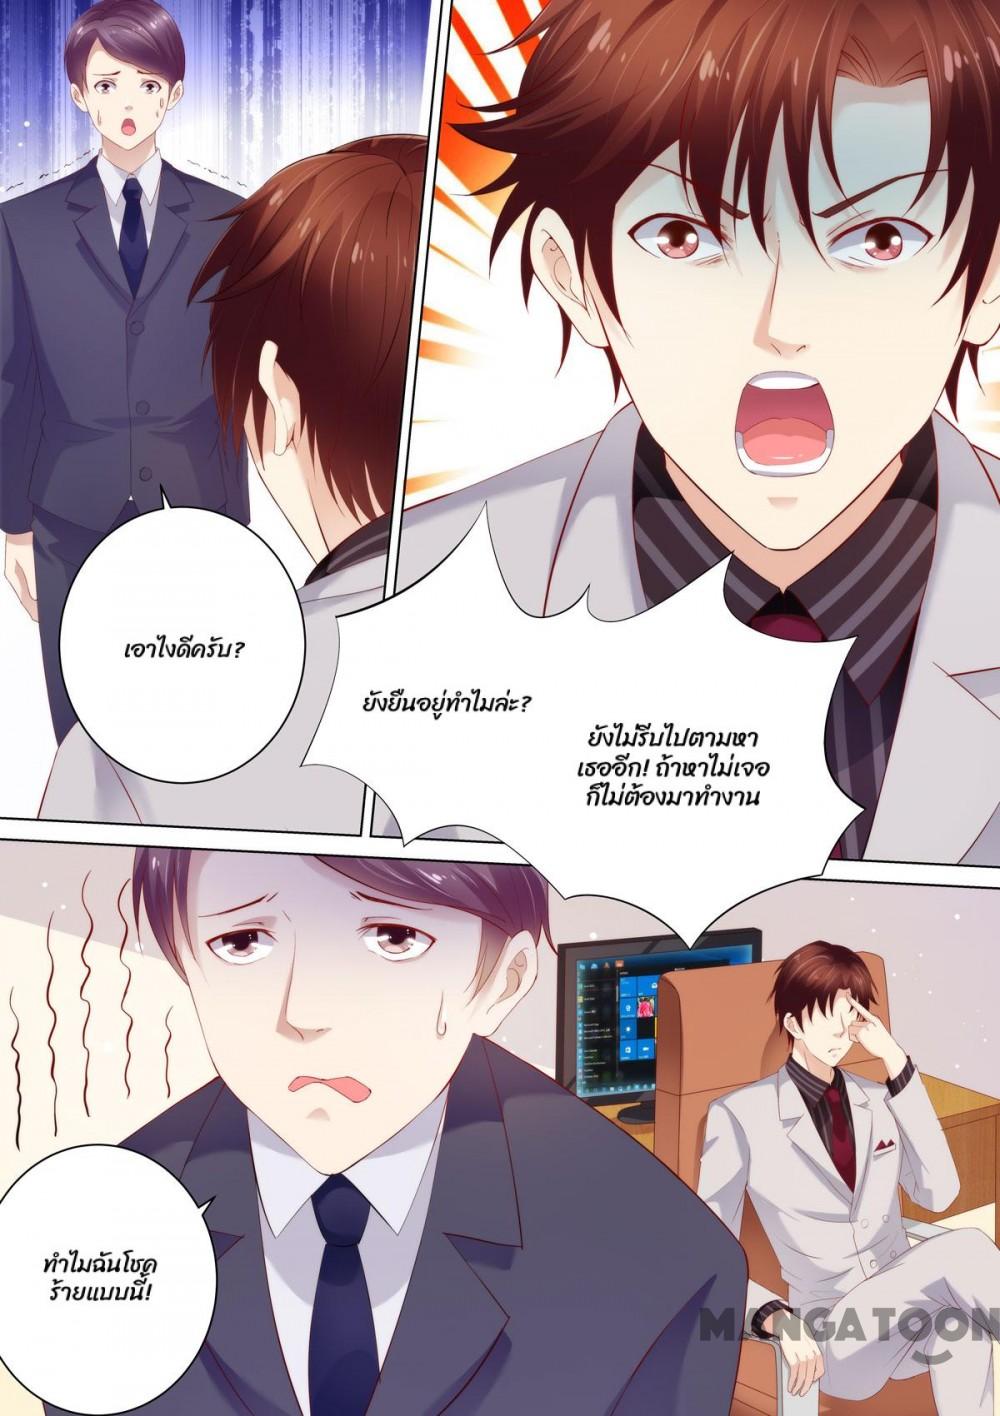 เอาไงดีครับ?
ยังยืนอยู่ทำไมล่ะ?
ยังไม่รีบไปตามหา
เธออีก! ถ้าหาไม่เจอ
ก็ไม่ต้องมาทำงาน
ทำไมฉันโชค
ร้ายแบบนี้!
MANGATOON